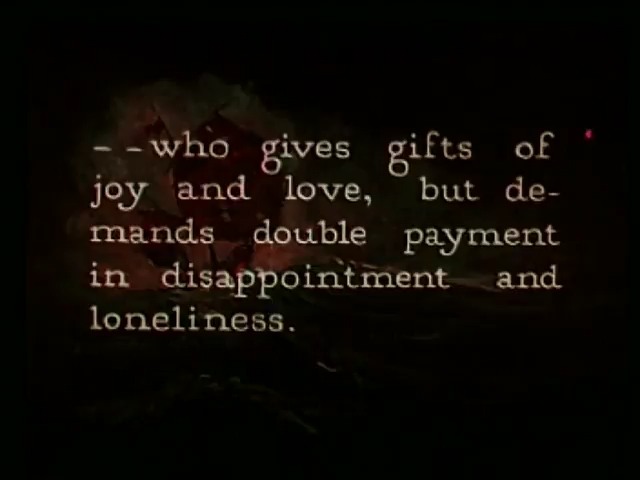 --who gives gifts of
joy and love, but de-
mands double payment
in disappointment and
loneliness.